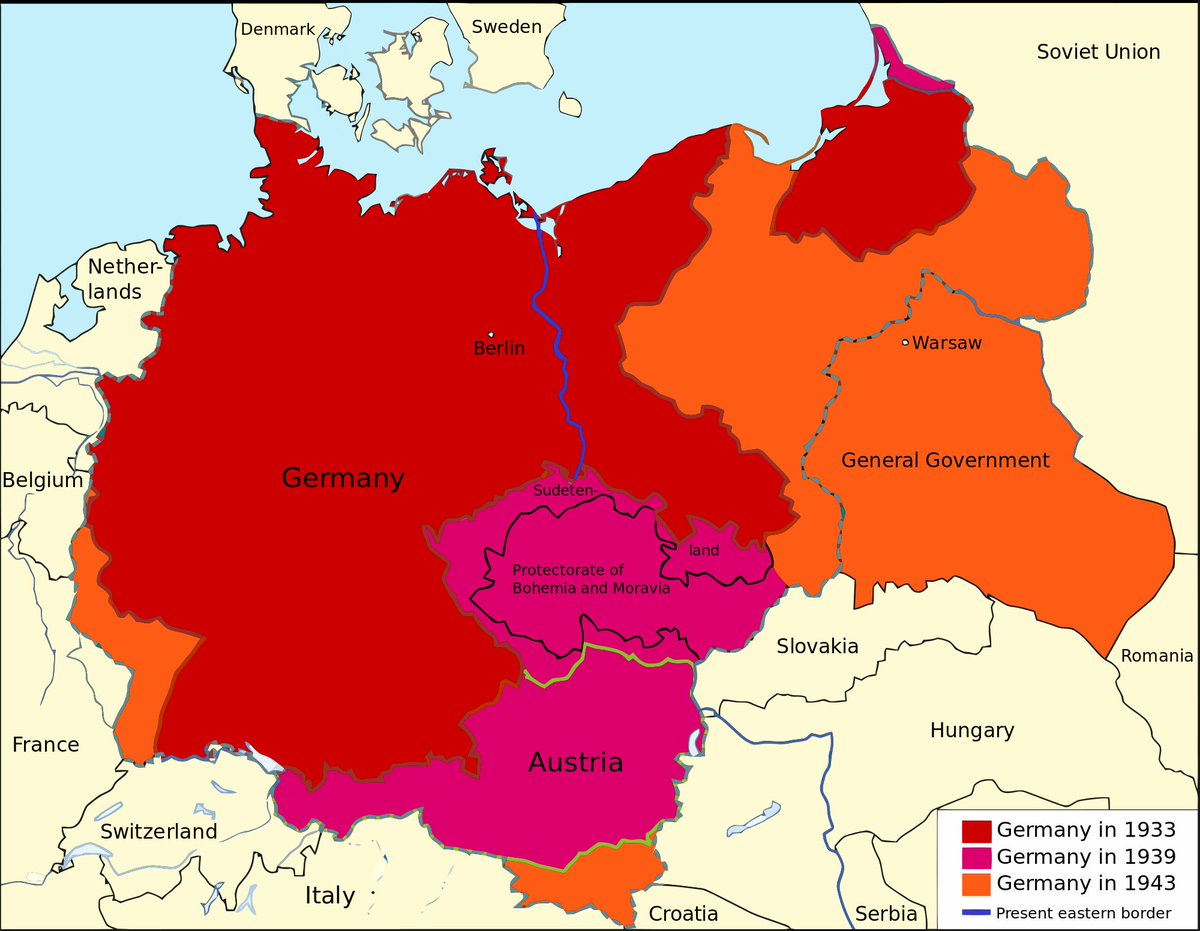 Denmark
Sweden
Soviet Union
Nether-
lands
Berlin
Warsaw
Belgium
Germany
General Government
Sudeten-
land
Protectorate of
Bohemia and Moravia
Slovakia
Romania
France
Hungary
Austria
Switzerland
Italy
Croatia
Serbia
Germany in 1933
Germany in 1939
Germany in 1943
Present eastern border